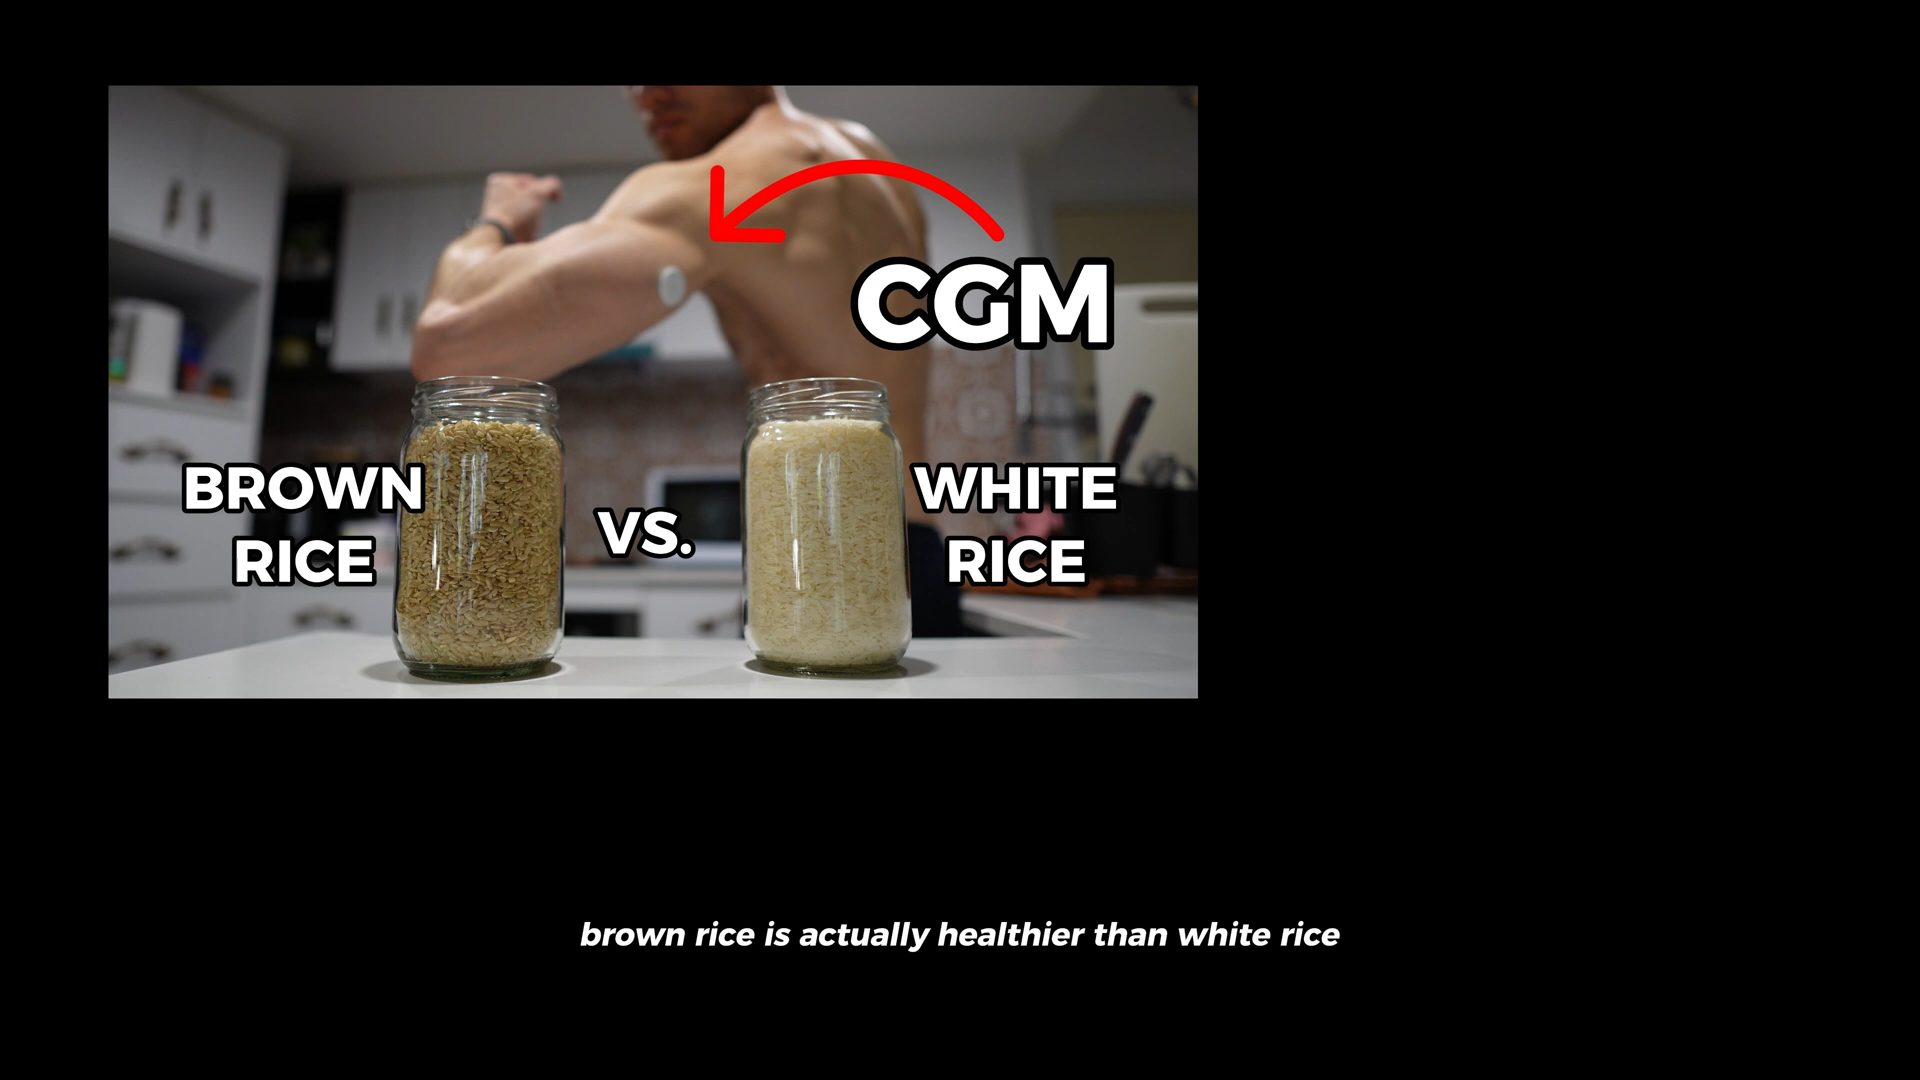 CGM
BROWN
RICE
VS.
WHITE
RICE
brown rice is actually healthier than white rice